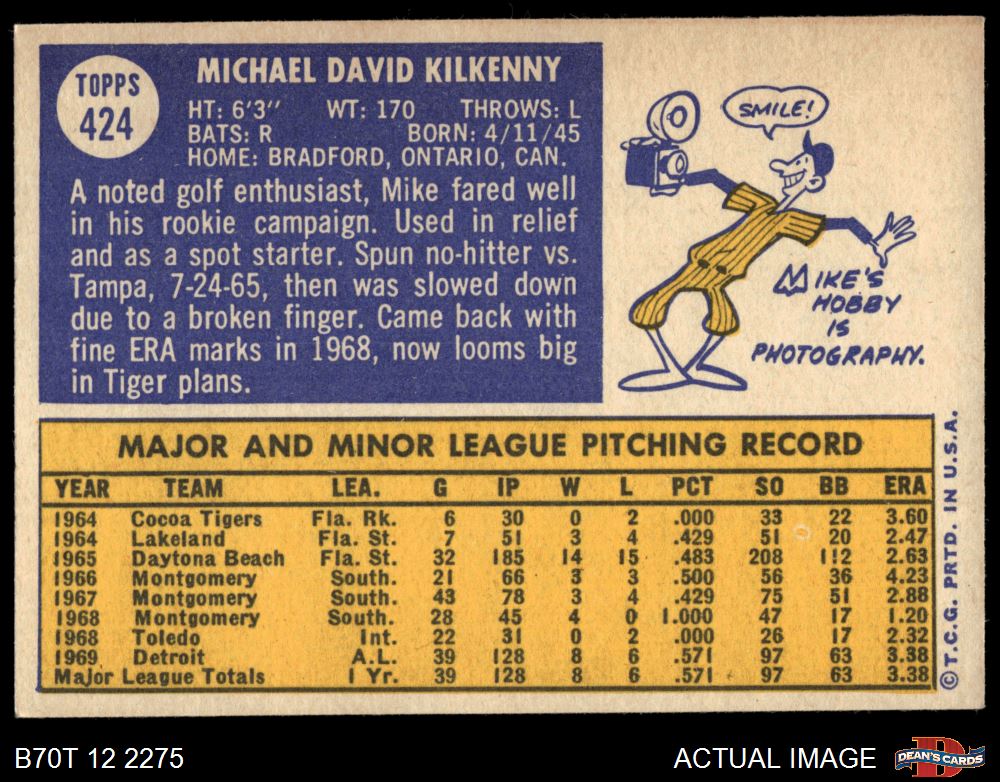 TOPPS
424
MICHAEL DAVID KILKENNY
HT: 6'3" WT: 170 THROWS: L
BATS: R BORN: 4/11/45
HOME: BRADFORD, ONTARIO, CAN.
A noted golf enthusiast, Mike fared well
in his rookie campaign. Used in relief
and as a spot starter. Spun no-hitter vs.
Tampa, 7-24-65, then was slowed down
due to a broken finger. Came back with
fine ERA marks in 1968, now looms big
in Tiger plans.
SMILE!
MIKE'S
HOBBY
IS
PHOTOGRAPHY.
MAJOR AND MINOR LEAGUE PITCHING RECORD
YEAR TEAM LEA. G IP W L PCT SO BB ERA
1964 Cocoa Tigers Fla. Rk. 6 30 0 2 .000 33 22 3.60
1964 Lakeland Fla. St. 7 51 3 4 .429 51 20 2.47
1965 Daytona Beach Fla. St. 32 185 14 15 .483 208 112 2.63
1966 Montgomery South. 21 66 3 3 .500 56 36 4.23
1967 Montgomery South. 43 78 3 4 .429 75 51 2.88
1968 Montgomery South. 28 45 4 0 1.000 47 17 1.20
1968 Toledo Int. 22 31 0 2 .000 26 17 2.32
1969 Detroit A.L. 39 128 8 6 .571 97 63 3.38
Major League Totals 1 Yr. 39 128 8 6 .571 97 63 3.38
©T.C.G. PRTD. IN U.S.A.
B70T 12 2275
ACTUAL IMAGE
D
DEAN'S CARDS